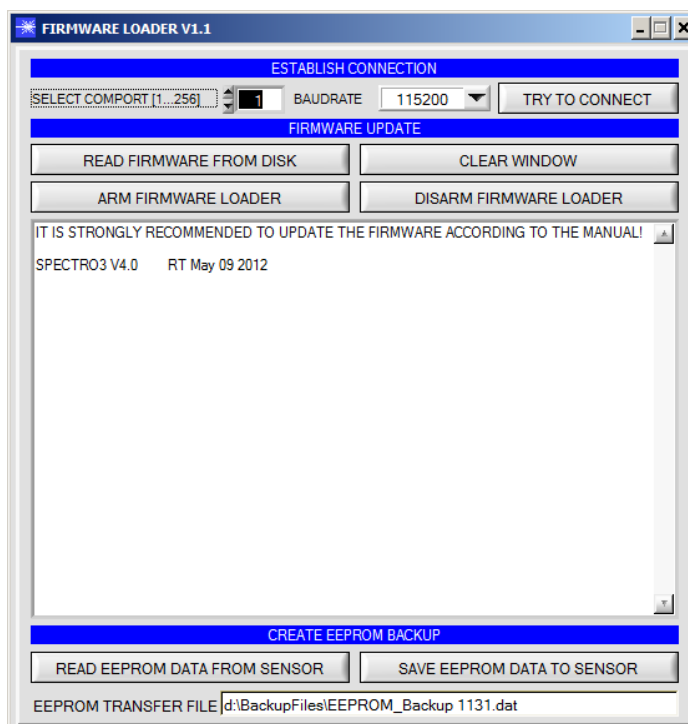 FIRMWARE LOADER V1.1
ESTABLISH CONNECTION
SELECT COMPORT [1...256] 1 BAUDRATE 115200 TRY TO CONNECT
FIRMWARE UPDATE
READ FIRMWARE FROM DISK CLEAR WINDOW
ARM FIRMWARE LOADER DISARM FIRMWARE LOADER
IT IS STRONGLY RECOMMENDED TO UPDATE THE FIRMWARE ACCORDING TO THE MANUAL!
SPECTRO3 V4.0 RT May 09 2012
CREATE EEPROM BACKUP
READ EEPROM DATA FROM SENSOR SAVE EEPROM DATA TO SENSOR
EEPROM TRANSFER FILE d:\BackupFiles\EEPROM_Backup 1131.dat